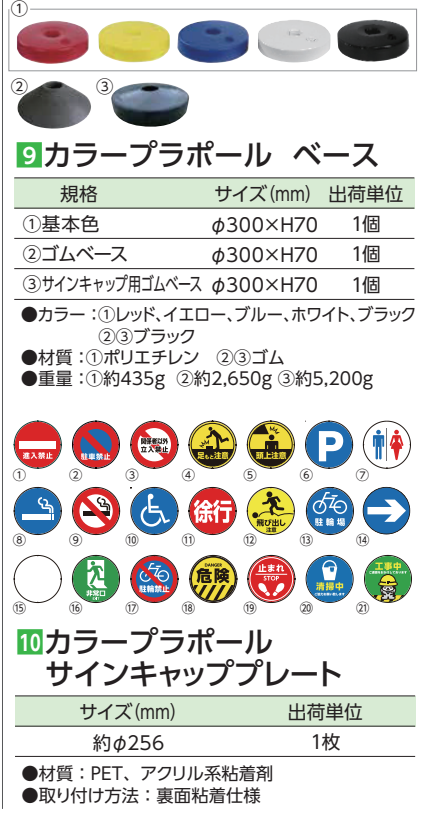 ①
② ③
9 カラープラポール ベース
規格 サイズ(mm) 出荷単位
①基本色 φ300×H70 1個
②ゴムベース φ300×H70 1個
③サインキャップ用ゴムベース φ300×H70 1個
●カラー：①レッド、イエロー、ブルー、ホワイト、ブラック
②③ブラック
●材質：①ポリエチレン ②③ゴム
●重量：①約435g ②約2,650g ③約5,200g
進入禁止 駐車禁止 関係者以外 立入禁止 足もと注意 頭上注意 P
① ② ③ ④ ⑤ ⑥ ⑦
徐行 飛び出し 注意 駐輪場
⑧ ⑨ ⑩ ⑪ ⑫ ⑬ ⑭
非常口 駐輪禁止 DANGER 危険 止まれ STOP 清掃中 工事中
⑮ ⑯ ⑰ ⑱ ⑲ ⑳ ㉑
10 カラープラポール
サインキャッププレート
サイズ(mm) 出荷単位
約φ256 1枚
●材質：PET、アクリル系粘着剤
●取り付け方法：裏面粘着仕様